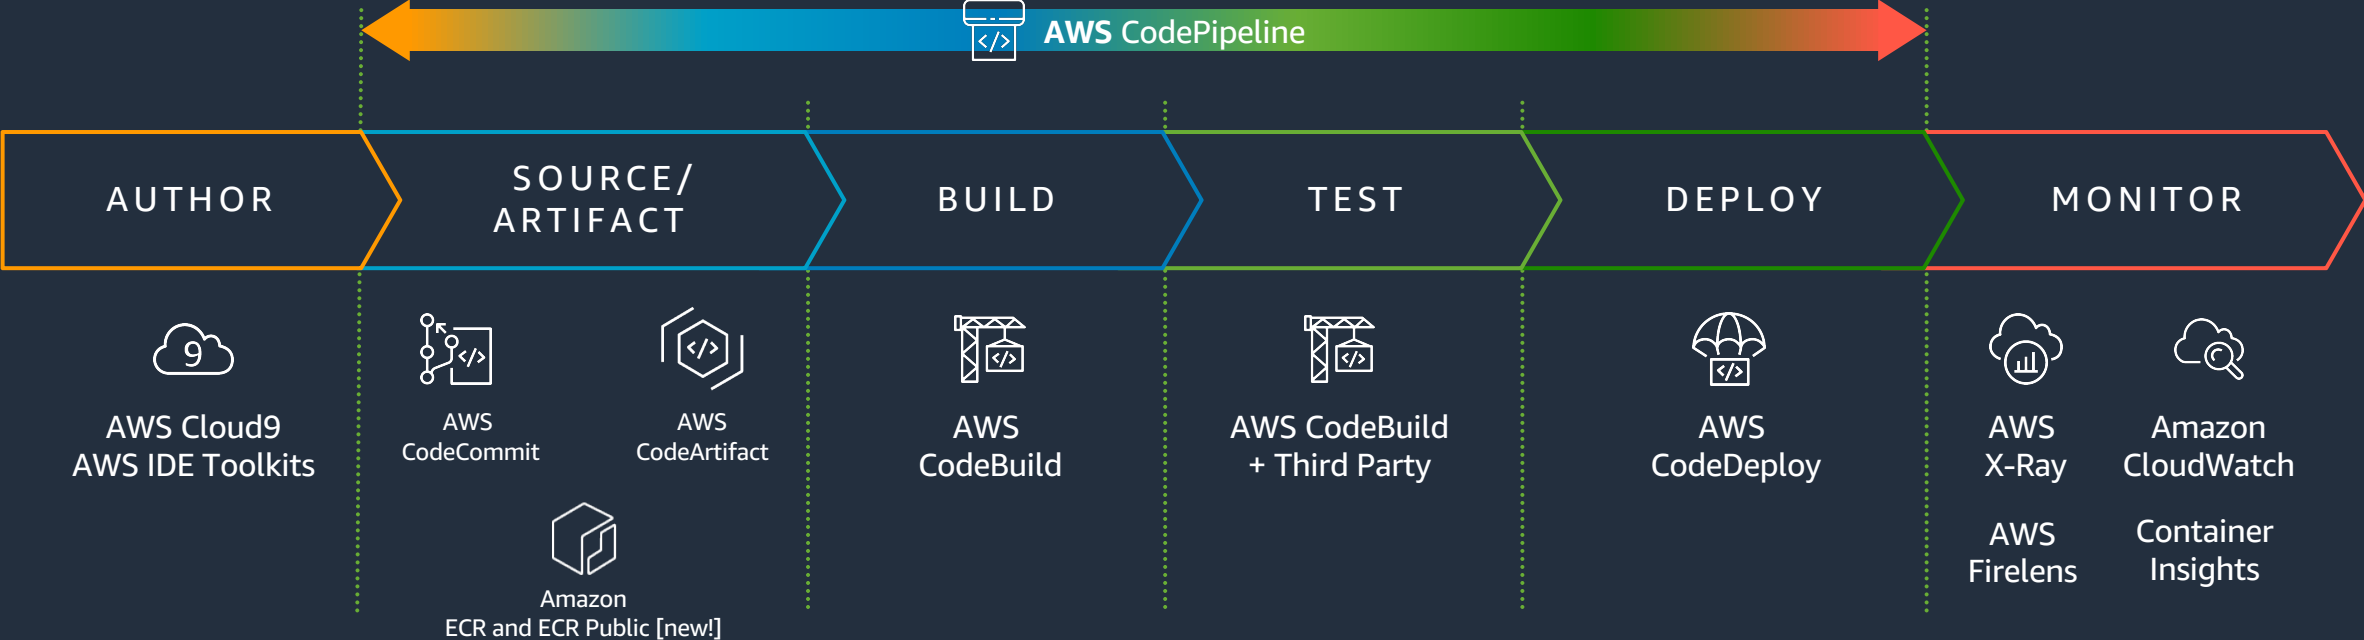 AWS CodePipeline
AUTHOR
SOURCE/
ARTIFACT
BUILD
TEST
DEPLOY
MONITOR
9
AWS Cloud9
AWS IDE Toolkits
</>
AWS
CodeCommit
</>
AWS
CodeArtifact
Amazon
ECR and ECR Public [new!]
</>
AWS
CodeBuild
</>
AWS CodeBuild
+ Third Party
</>
AWS
CodeDeploy
AWS
X-Ray
Amazon
CloudWatch
AWS
Firelens
Container
Insights